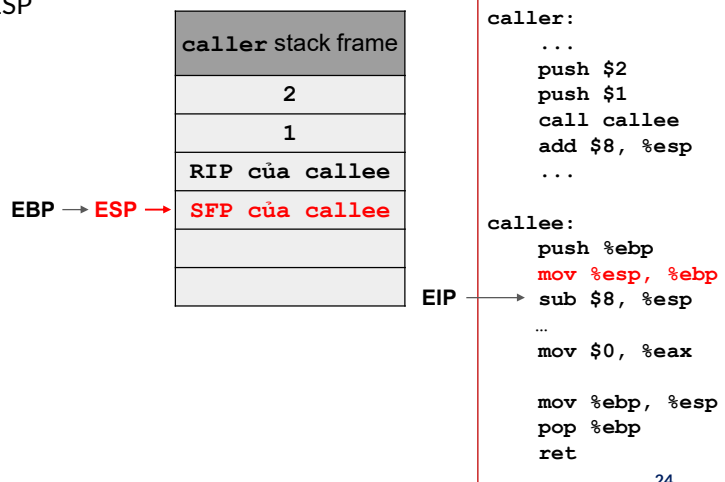 caller stack frame
2
1
RIP của callee
EBP → ESP → SFP của callee
caller:
...
push $2
push $1
call callee
add $8, %esp
...
callee:
push %ebp
mov %esp, %ebp
EIP → sub $8, %esp
…
mov $0, %eax
mov %ebp, %esp
pop %ebp
ret
24